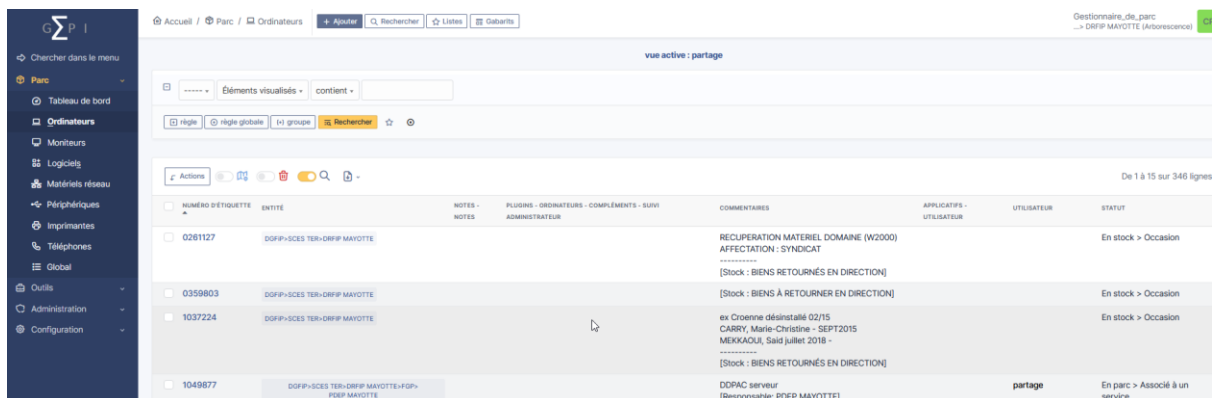 GΣPI
Accueil / Parc / Ordinateurs
+ Ajouter
Rechercher
Listes
Gabarits
Gestionnaire_de_parc
...> DRFIP MAYOTTE (Arborescence)
Chercher dans le menu
Parc
Tableau de bord
Ordinateurs
Moniteurs
Logiciels
Matériels réseau
Périphériques
Imprimantes
Téléphones
Global
Outils
Administration
Configuration
vue active : partage
-----
Éléments visualisés
contient
règle
règle globale
(+) groupe
Rechercher
Actions
De 1 à 15 sur 346 lignes
NUMÉRO D'ÉTIQUETTE
ENTITÉ
NOTES - NOTES
PLUGINS - ORDINATEURS - COMPLÉMENTS - SUIVI ADMINISTRATEUR
COMMENTAIRES
APPLICATIFS - UTILISATEUR
UTILISATEUR
STATUT
0261127
DGFIP>SCES TER>DRFIP MAYOTTE
RECUPERATION MATERIEL DOMAINE (W2000)
AFFECTATION : SYNDICAT
----------
[Stock : BIENS RETOURNÉS EN DIRECTION]
En stock > Occasion
0359803
DGFIP>SCES TER>DRFIP MAYOTTE
[Stock : BIENS À RETOURNER EN DIRECTION]
En stock > Occasion
1037224
DGFIP>SCES TER>DRFIP MAYOTTE
ex Croenne désinstallé 02/15
CARRY, Marie-Christine - SEPT2015
MEKKAOUI, Said juillet 2018 -
----------
[Stock : BIENS RETOURNÉS EN DIRECTION]
En stock > Occasion
1049877
DGFIP>SCES TER>DRFIP MAYOTTE>FGP>
PDEP MAYOTTE
DDPAC serveur
[Responsable: PDEP MAYOTTE]
partage
En parc > Associé à un
service